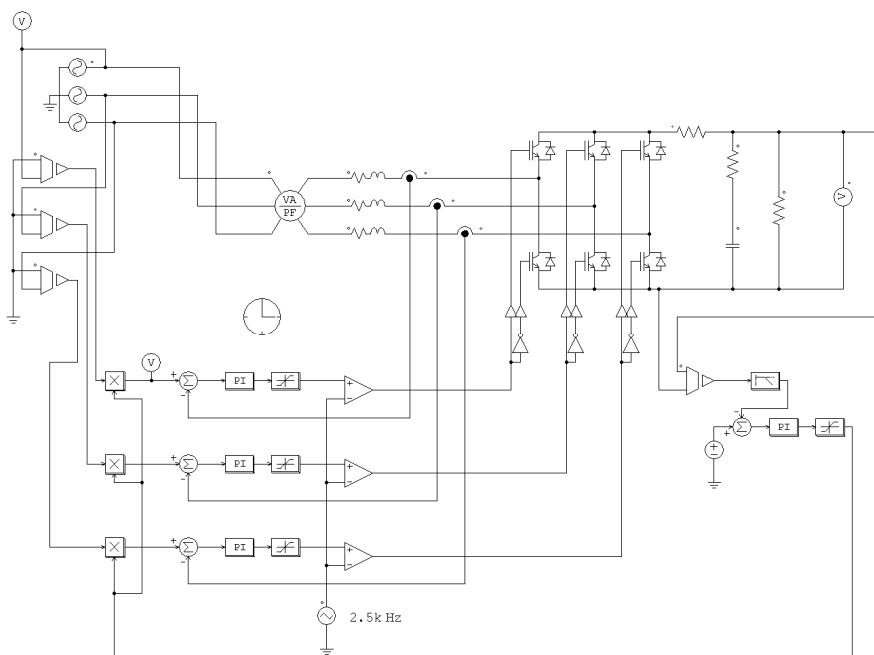 V
VA
PF
V
V
+
Σ
-
PI
+
-
+
Σ
-
PI
+
-
+
Σ
-
PI
+
-
-
+
Σ
PI
+
-
2.5k Hz